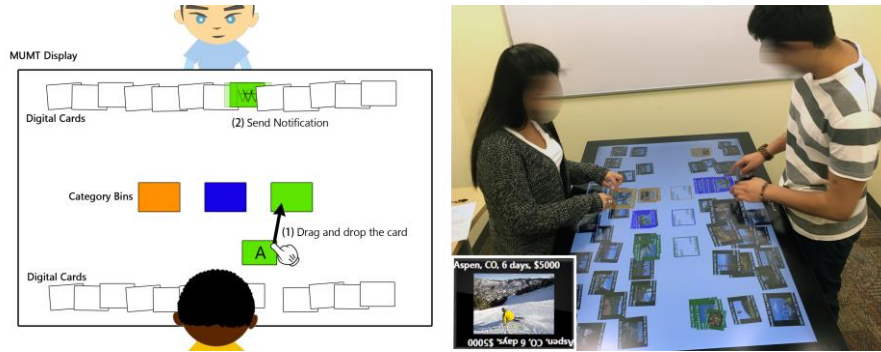 MUMT Display
Digital Cards
(2) Send Notification
Category Bins
(1) Drag and drop the card
A
Digital Cards
Aspen, CO, 6 days, $5000
Aspen, CO, 6 days, $5000